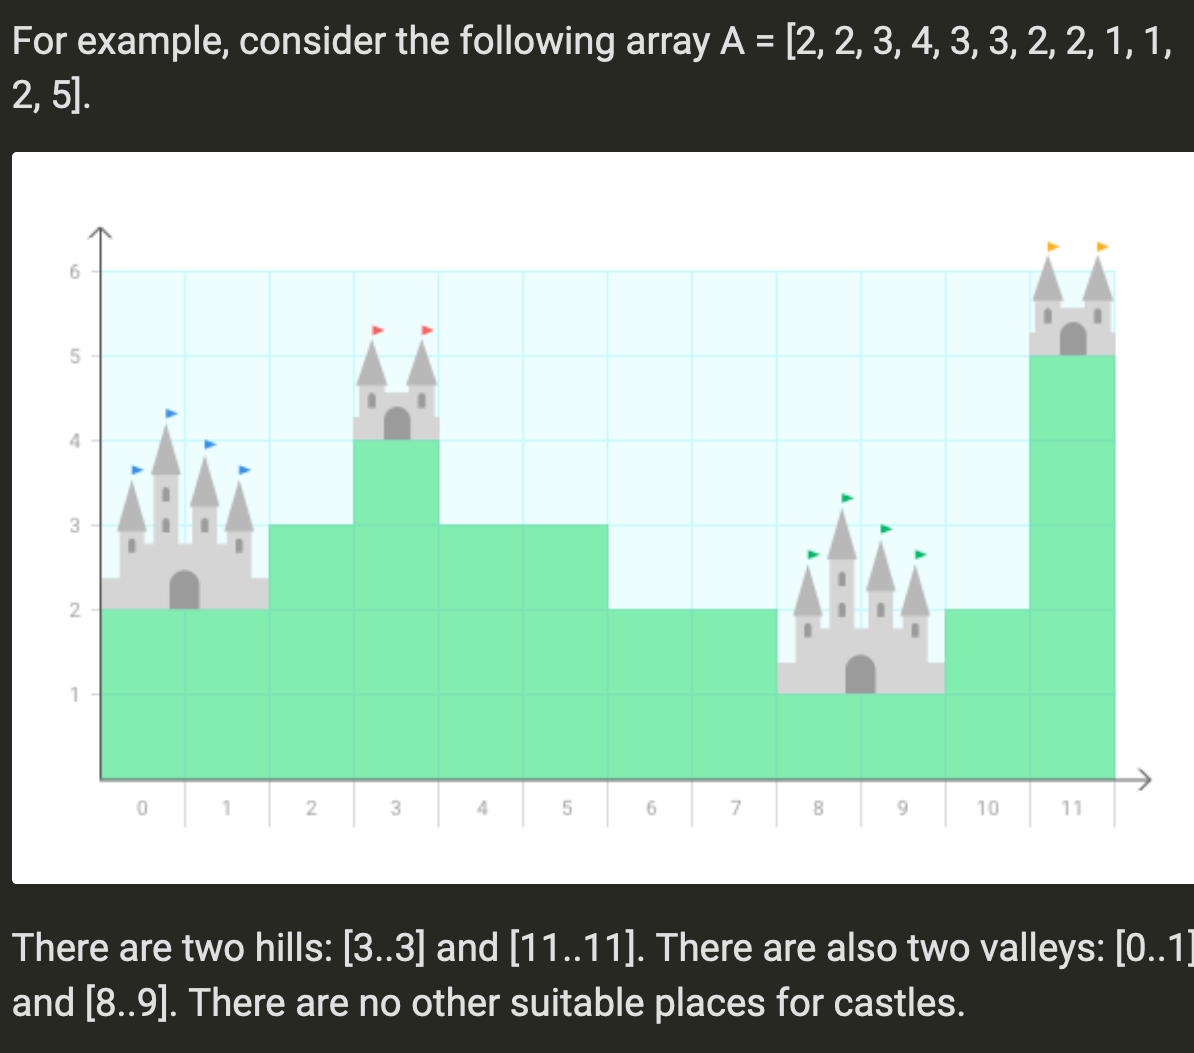 For example, consider the following array A = [2, 2, 3, 4, 3, 3, 2, 2, 1, 1,
2, 5].
6
5
4
3
2
1
0 1 2 3 4 5 6 7 8 9 10 11
There are two hills: [3..3] and [11..11]. There are also two valleys: [0..1]
and [8..9]. There are no other suitable places for castles.